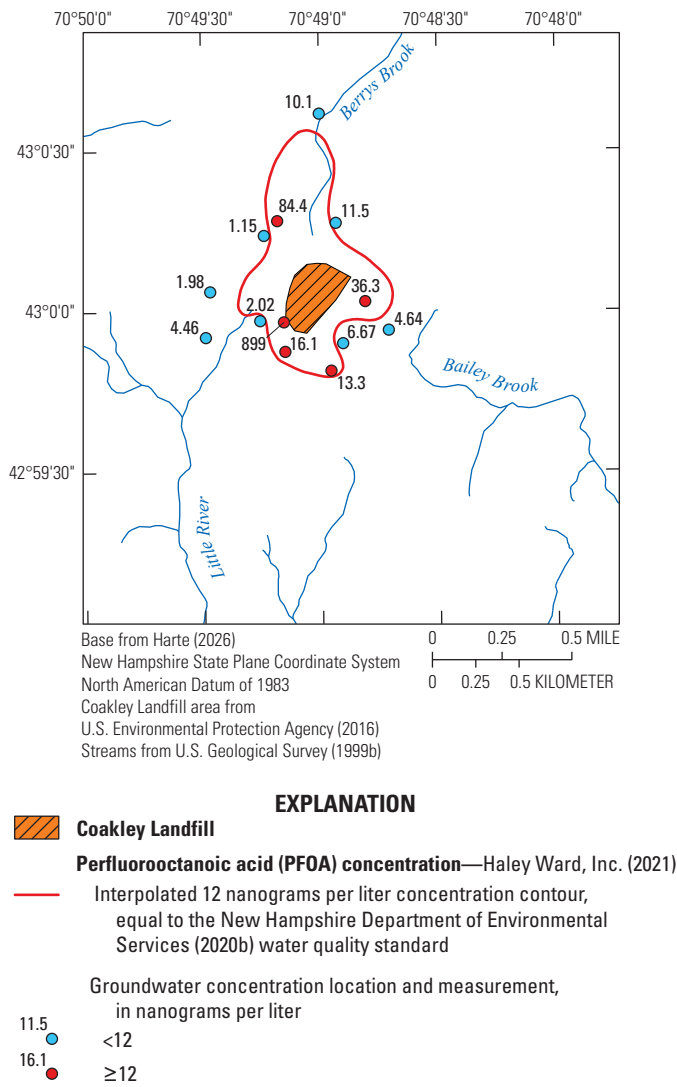 70°50'0" 70°49'30" 70°49'0" 70°48'30" 70°48'0"
Berrys Brook
10.1
43°0'30"
84.4
11.5
1.15
1.98
36.3
43°0'0"
2.02
4.64
4.46
6.67
899
16.1
13.3
Bailey Brook
42°59'30"
Little River
Base from Harte (2026)
New Hampshire State Plane Coordinate System
North American Datum of 1983
Coakley Landfill area from
U.S. Environmental Protection Agency (2016)
Streams from U.S. Geological Survey (1999b)
0 0.25 0.5 MILE
0 0.25 0.5 KILOMETER
EXPLANATION
Coakley Landfill
Perfluorooctanoic acid (PFOA) concentration—Haley Ward, Inc. (2021)
Interpolated 12 nanograms per liter concentration contour,
equal to the New Hampshire Department of Environmental
Services (2020b) water quality standard
Groundwater concentration location and measurement,
in nanograms per liter
11.5 <12
16.1 ≥12